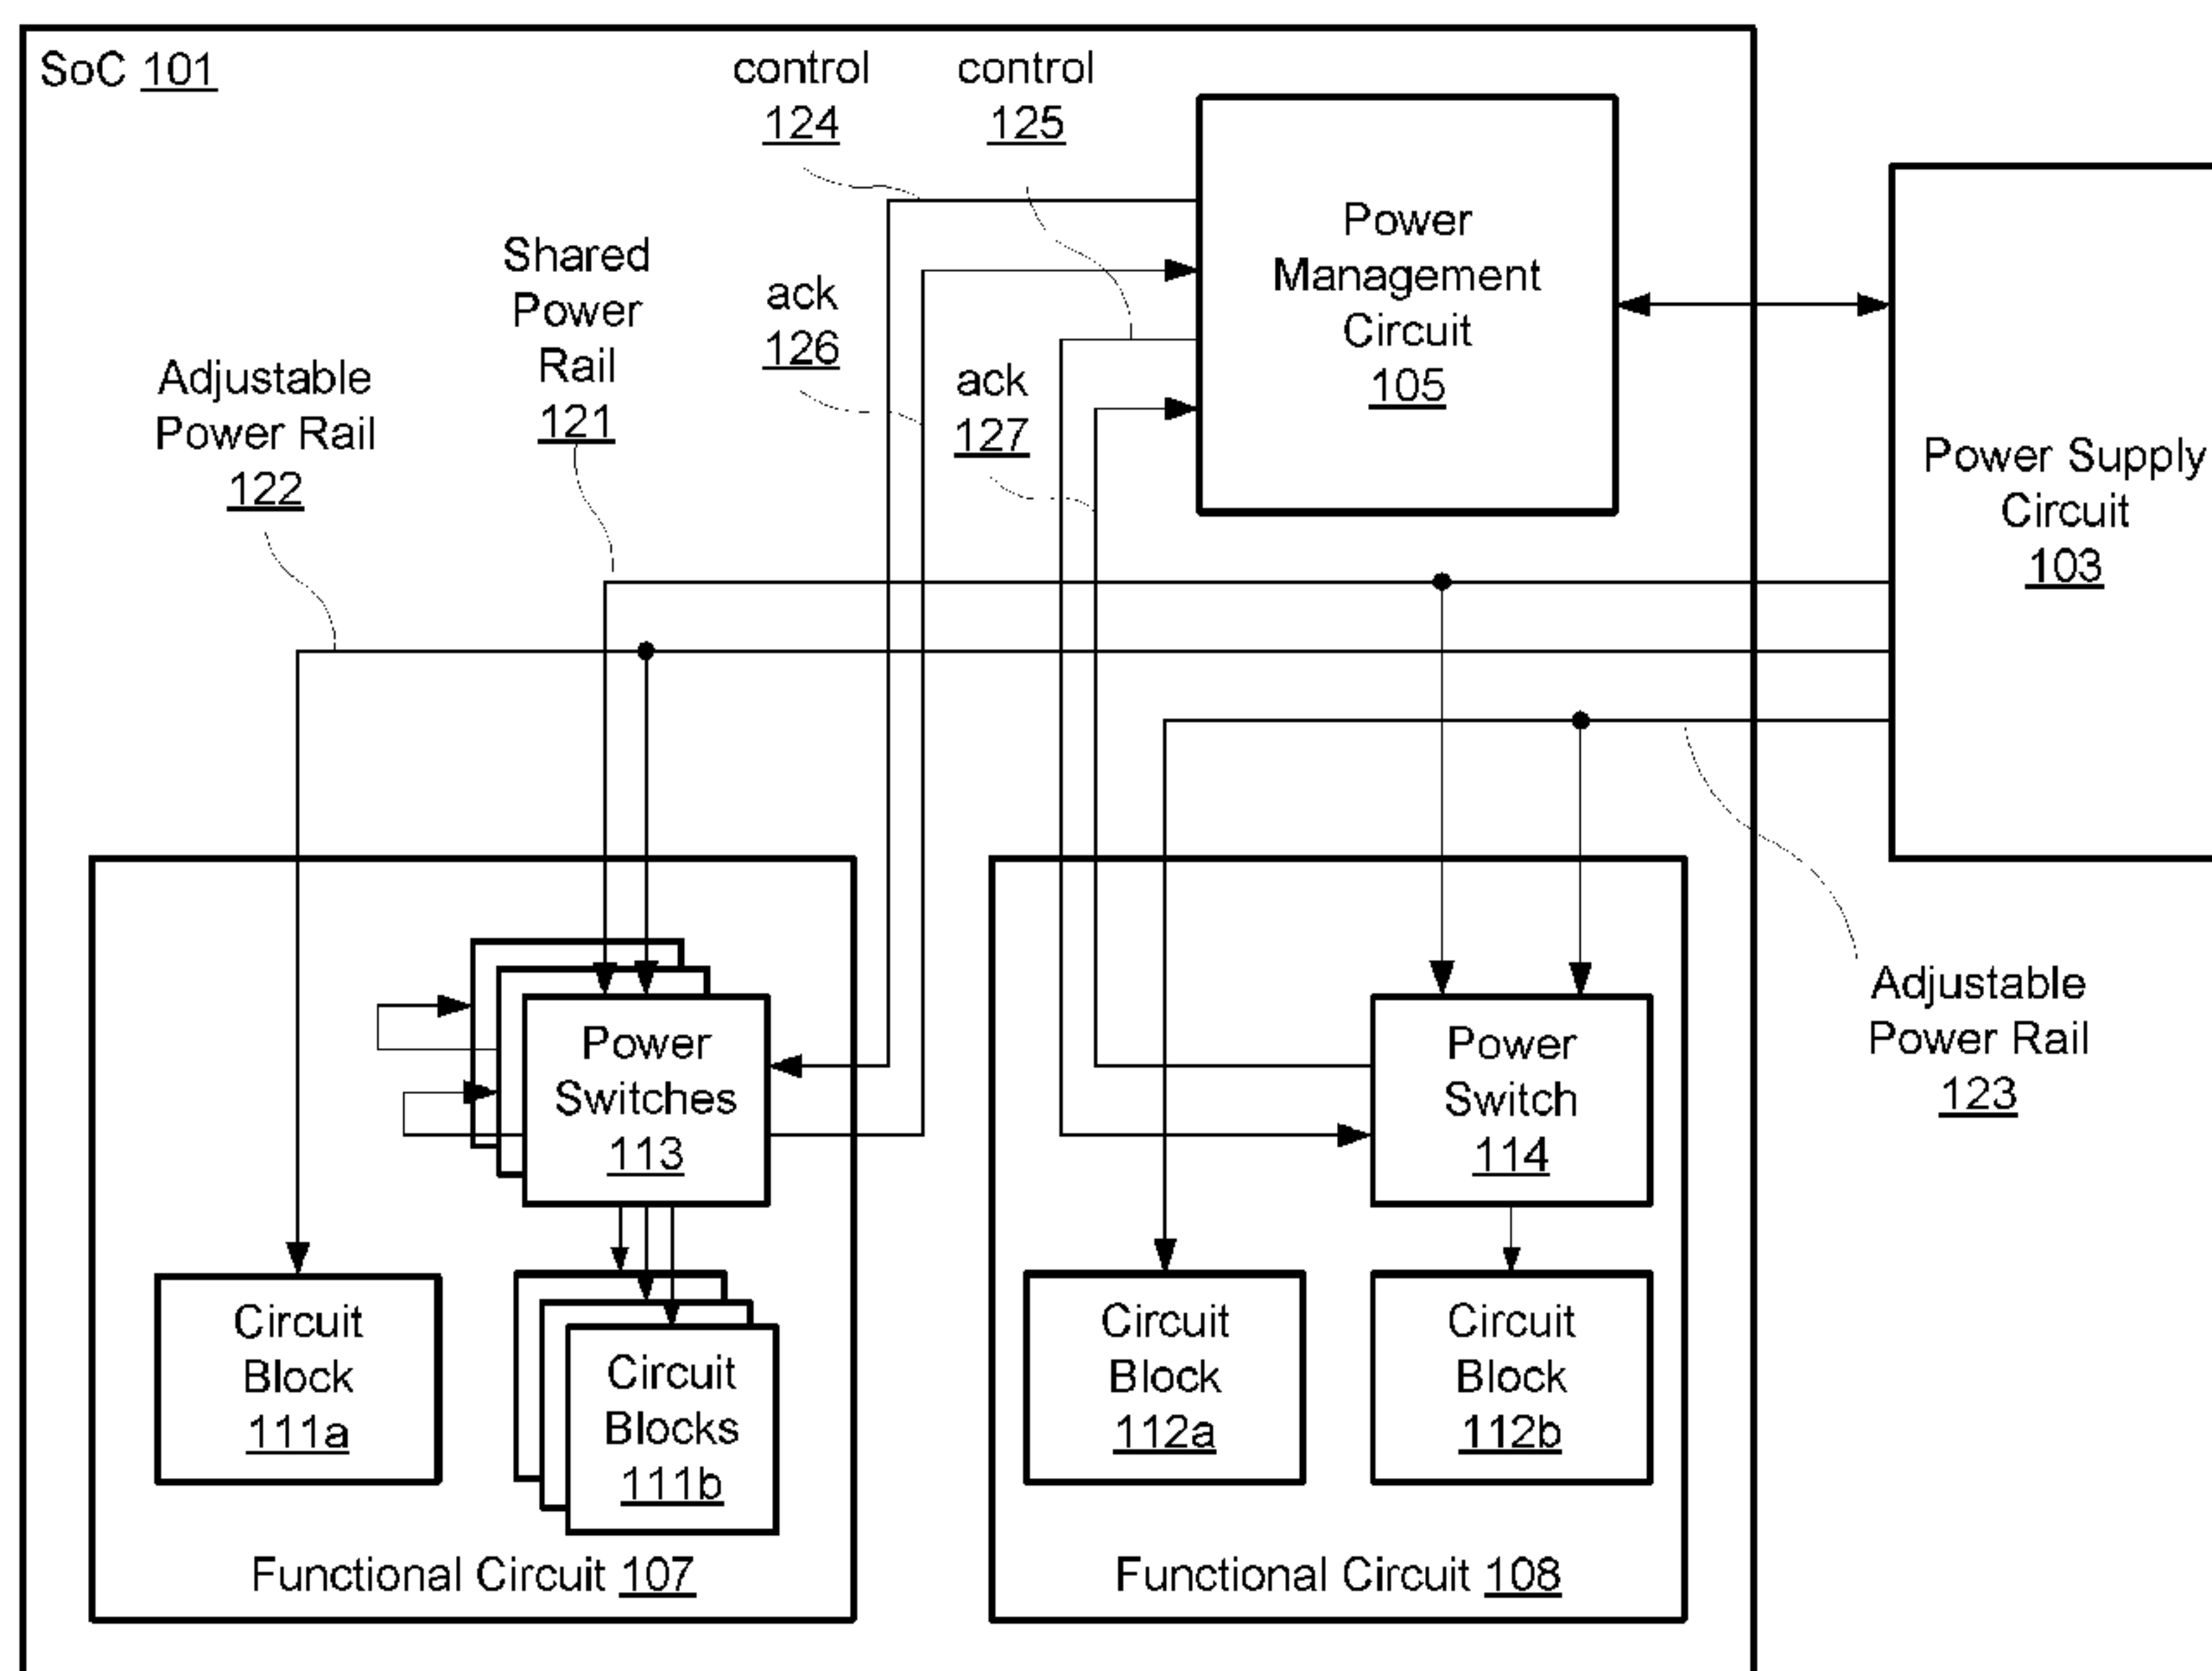 SoC 101
control
124
control
125
Power
Management
Circuit
105
Shared
Power
Rail
121
ack
126
ack
127
Adjustable
Power Rail
122
Power Supply
Circuit
103
Power
Switches
113
Power
Switch
114
Adjustable
Power Rail
123
Circuit
Block
111a
Circuit
Blocks
111b
Circuit
Block
112a
Circuit
Block
112b
Functional Circuit 107
Functional Circuit 108